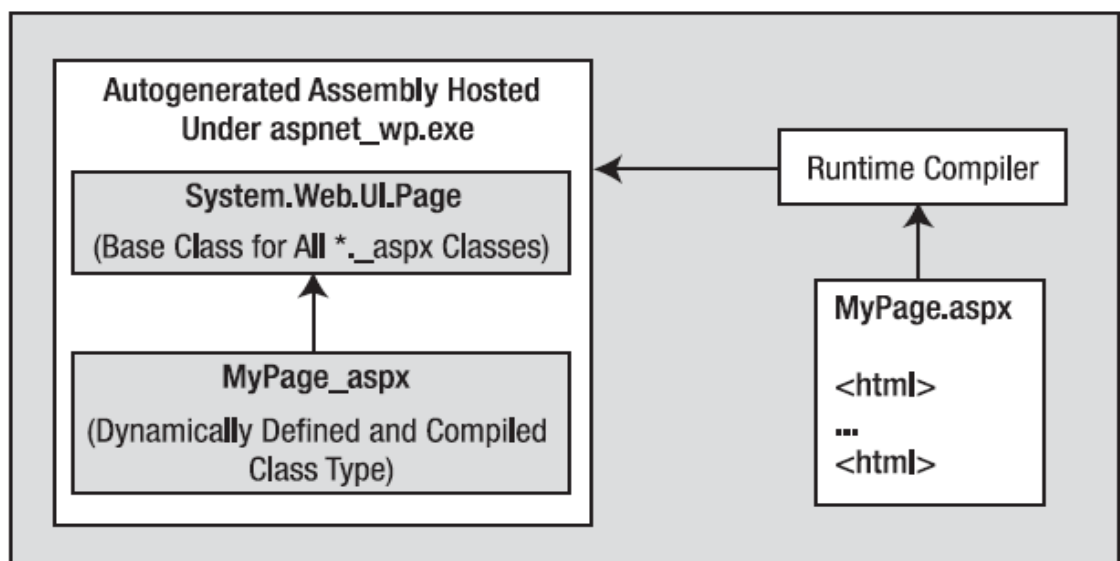 Autogenerated Assembly Hosted
Under aspnet_wp.exe
System.Web.UI.Page
(Base Class for All *._aspx Classes)
MyPage_aspx
(Dynamically Defined and Compiled
Class Type)
Runtime Compiler
MyPage.aspx
<html>
...
<html>